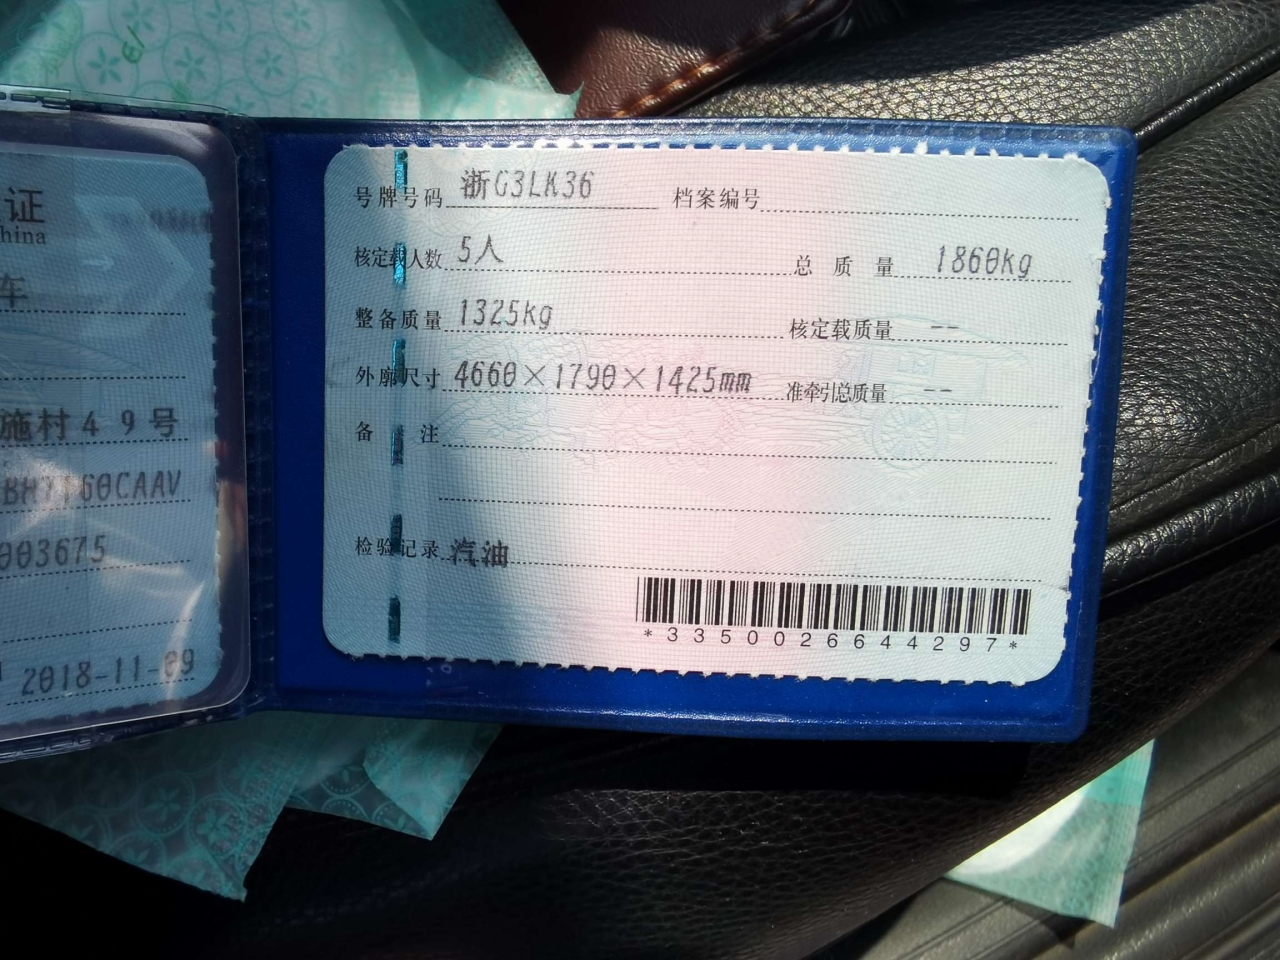 证
hina
车
施村49号
003675
2018-11-09
号牌号码 浙G3LK36 档案编号
核定载人数 5人 总质量 1860kg
整备质量 1325kg 核定载质量 --
外廓尺寸 4660×1790×1425mm 准牵引总质量 --
备注
检验记录 汽油
*3350026644297*